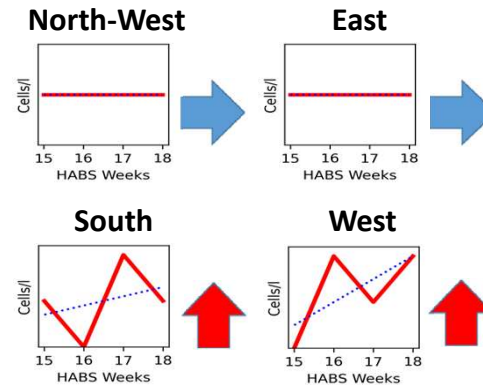 North-West
Cells/l
15 16 17 18
HABS Weeks
East
Cells/l
15 16 17 18
HABS Weeks
South
Cells/l
15 16 17 18
HABS Weeks
West
Cells/l
15 16 17 18
HABS Weeks